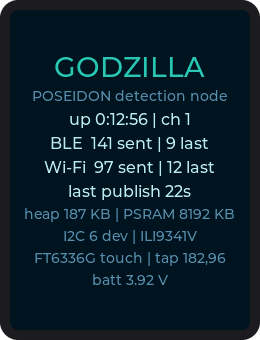 GODZILLA
POSEIDON detection node
up 0:12:56 | ch 1
BLE  141 sent | 9 last
Wi-Fi  97 sent | 12 last
last publish 22s
heap 187 KB | PSRAM 8192 KB
I2C 6 dev | ILI9341V
FT6336G touch | tap 182,96
batt 3.92 V